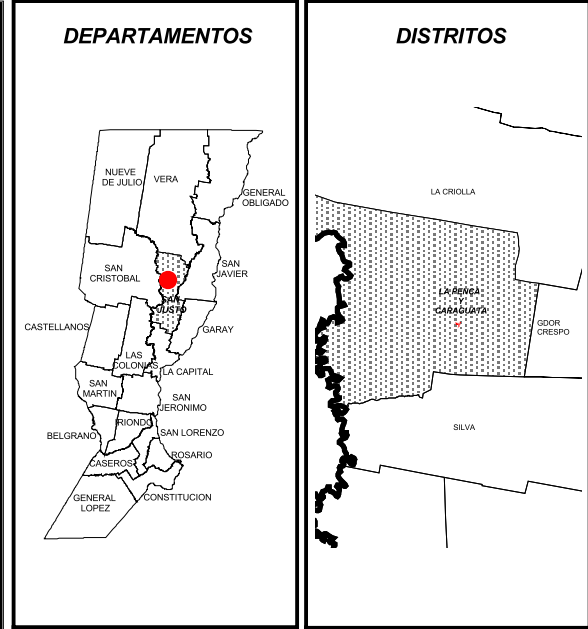 DEPARTAMENTOS
NUEVE
DE JULIO
VERA
GENERAL
OBLIGADO
SAN
CRISTOBAL
SAN
JAVIER
SAN
JUSTO
CASTELLANOS
GARAY
LAS
COLONIAS
LA CAPITAL
SAN
MARTIN
SAN
JERONIMO
BELGRANO
IRIONDO
SAN LORENZO
CASEROS
ROSARIO
GENERAL
LOPEZ
CONSTITUCION
DISTRITOS
LA CRIOLLA
LA PENCA
Y
CARAGUATA
GDOR
CRESPO
SILVA